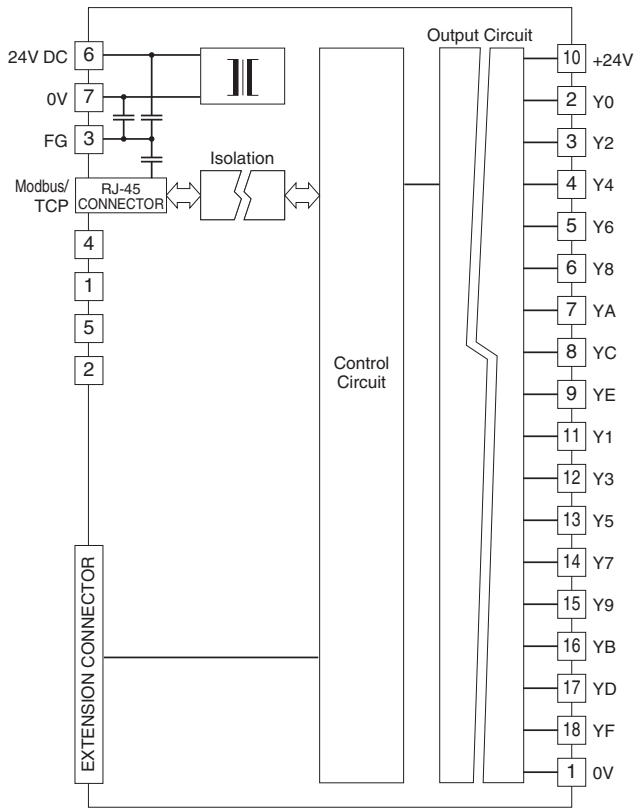 Output Circuit
24V DC 6
10 +24V
0V 7
2 Y0
FG 3
3 Y2
Isolation
Modbus/
TCP
RJ-45
CONNECTOR
4 Y4
5 Y6
4
6 Y8
1
7 YA
5
8 YC
2
Control
Circuit
9 YE
11 Y1
12 Y3
13 Y5
14 Y7
15 Y9
16 YB
17 YD
18 YF
1 0V
EXTENSION CONNECTOR